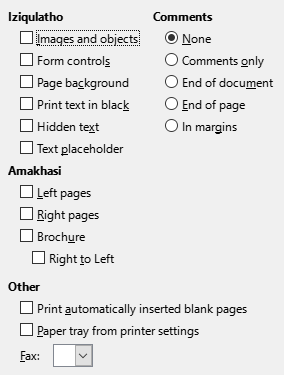 Iziqulatho
Images and objects
Form controls
Page background
Print text in black
Hidden text
Text placeholder
Comments
None
Comments only
End of document
End of page
In margins
Amakhasi
Left pages
Right pages
Brochure
Right to Left
Other
Print automatically inserted blank pages
Paper tray from printer settings
Fax: